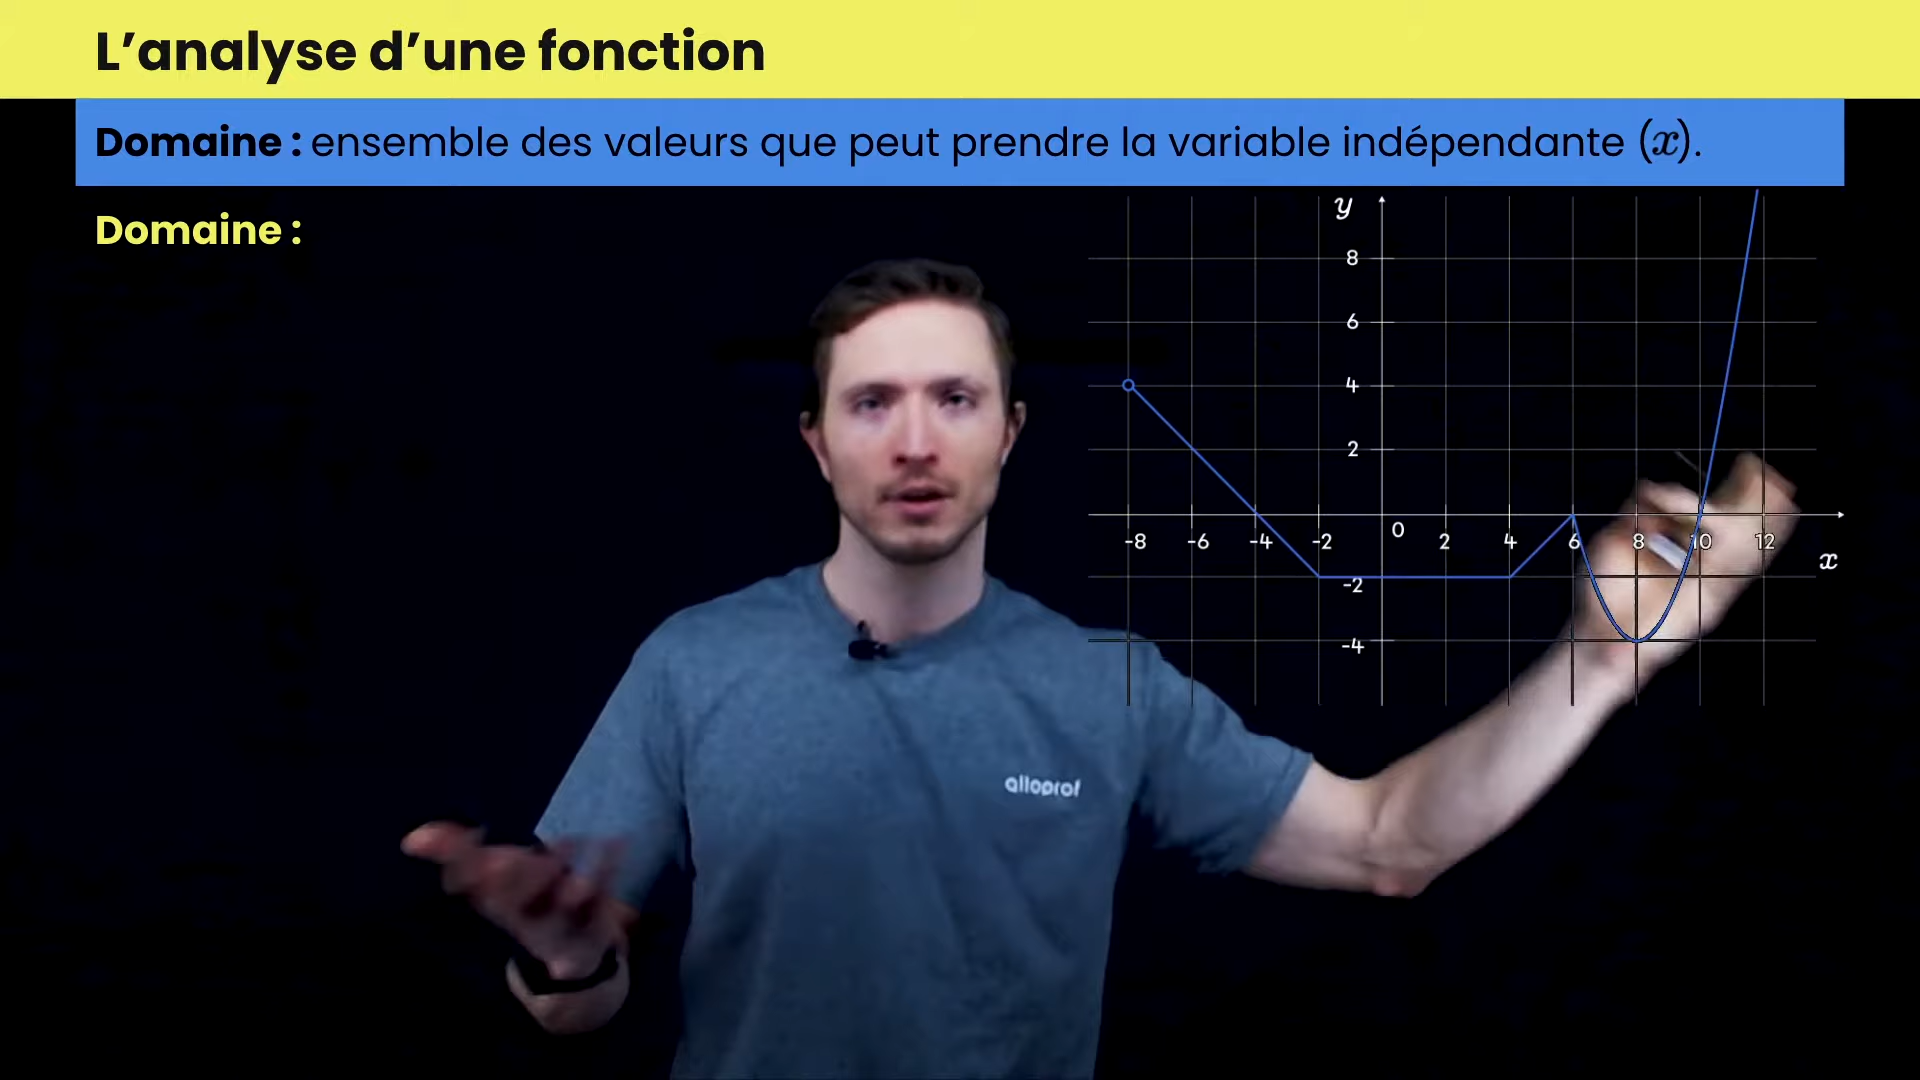 L’analyse d’une fonction
Domaine : ensemble des valeurs que peut prendre la variable indépendante (x).
Domaine :
y
8
6
4
2
0
-8 -6 -4 -2 2 4 6 8 10 12
x
-2
-4
alloprof